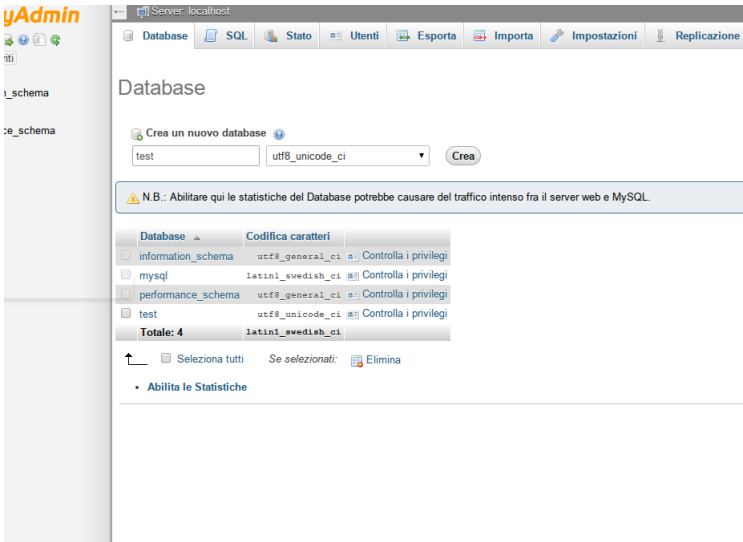 yAdmin
riti
n_schema
ce_schema
Server: localhost
Database SQL Stato Utenti Esporta Importa Impostazioni Replicazione
Database
Crea un nuovo database
test utf8_unicode_ci Crea
N.B.: Abilitare qui le statistiche del Database potrebbe causare del traffico intenso fra il server web e MySQL.
Database Codifica caratteri
information_schema utf8_general_ci Controlla i privilegi
mysql latin1_swedish_ci Controlla i privilegi
performance_schema utf8_general_ci Controlla i privilegi
test utf8_unicode_ci Controlla i privilegi
Totale: 4 latin1_swedish_ci
Seleziona tutti Se selezionati: Elimina
Abilita le Statistiche